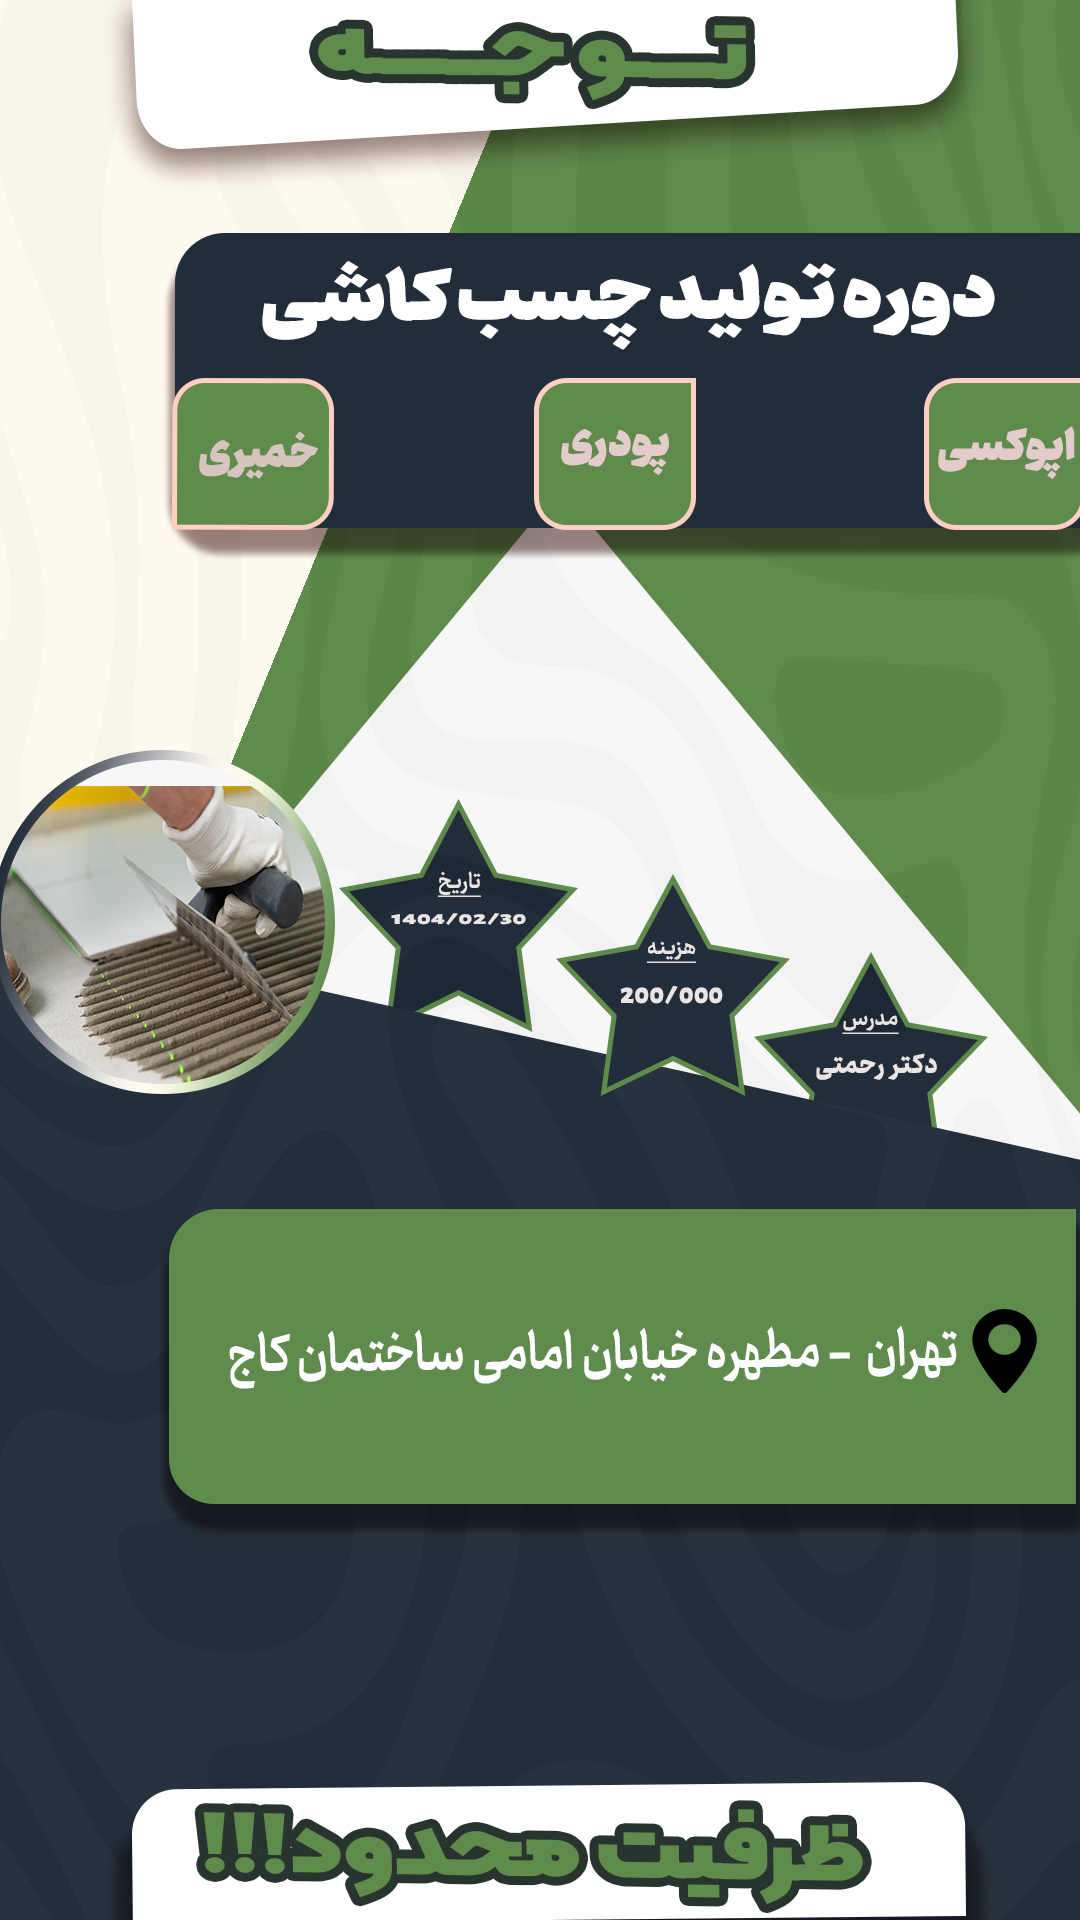 توجه
دوره تولید چسب کاشی
اپوکسی
پودری
خمیری
تاریخ
1404/02/30
هزینه
200/000
مدرس
دکتر رحمتی
تهران - مطهره خیابان امامی ساختمان کاج
ظرفیت محدود!!!